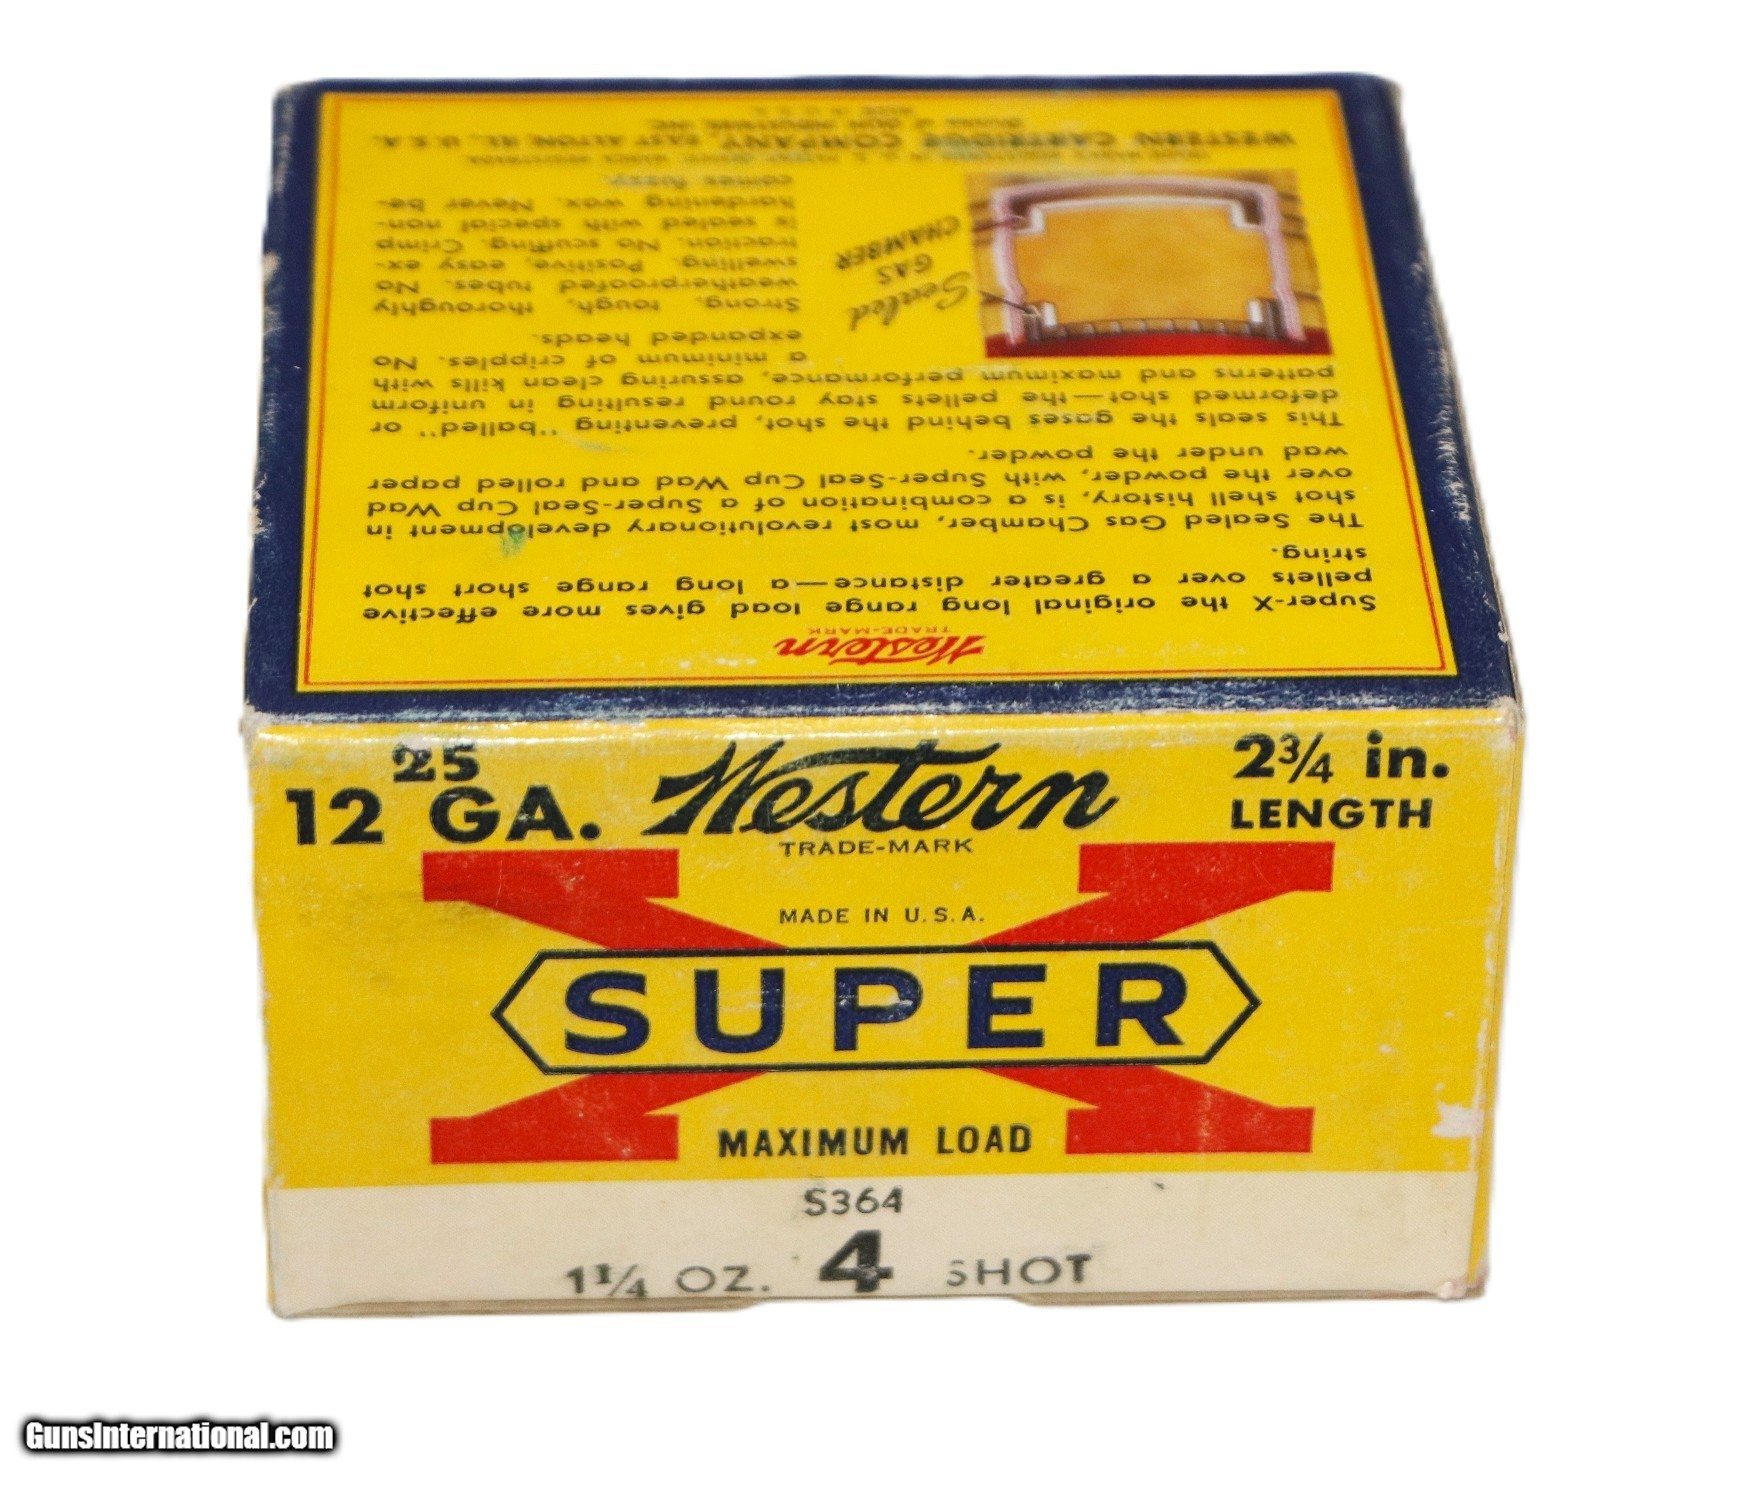 WESTERN CARTRIDGE COMPANY, EAST ALTON, ILL., U.S.A.
Division of OLIN INDUSTRIES, INC.
MADE IN U.S.A.
Western
TRADE-MARK
Super-X the original long range load gives more effective
pellets over a greater distance—a long range short shot
string.
The Sealed Gas Chamber, most revolutionary development in
shot shell history, is a combination of a Super-Seal Cup Wad
over the powder, with Super-Seal Cup Wad and rolled paper
wad under the powder.
This seals the gases behind the shot, preventing "balled" or
deformed shot—the pellets stay round resulting in uniform
patterns and maximum performance, assuring clean kills with
a minimum of cripples. No
expanded heads.
Strong, tough, thoroughly
weatherproofed tubes. No
swelling. Positive, easy ex-
traction. No scuffing. Crimp
is sealed with special non-
hardening wax. Never be-
comes fuzzy.
Sealed
GAS
CHAMBER
25
12 GA.
Western
TRADE-MARK
2¾ in.
LENGTH
MADE IN U.S.A.
X
SUPER
MAXIMUM LOAD
S364
1¼ OZ. 4 SHOT
GunsInternational.com